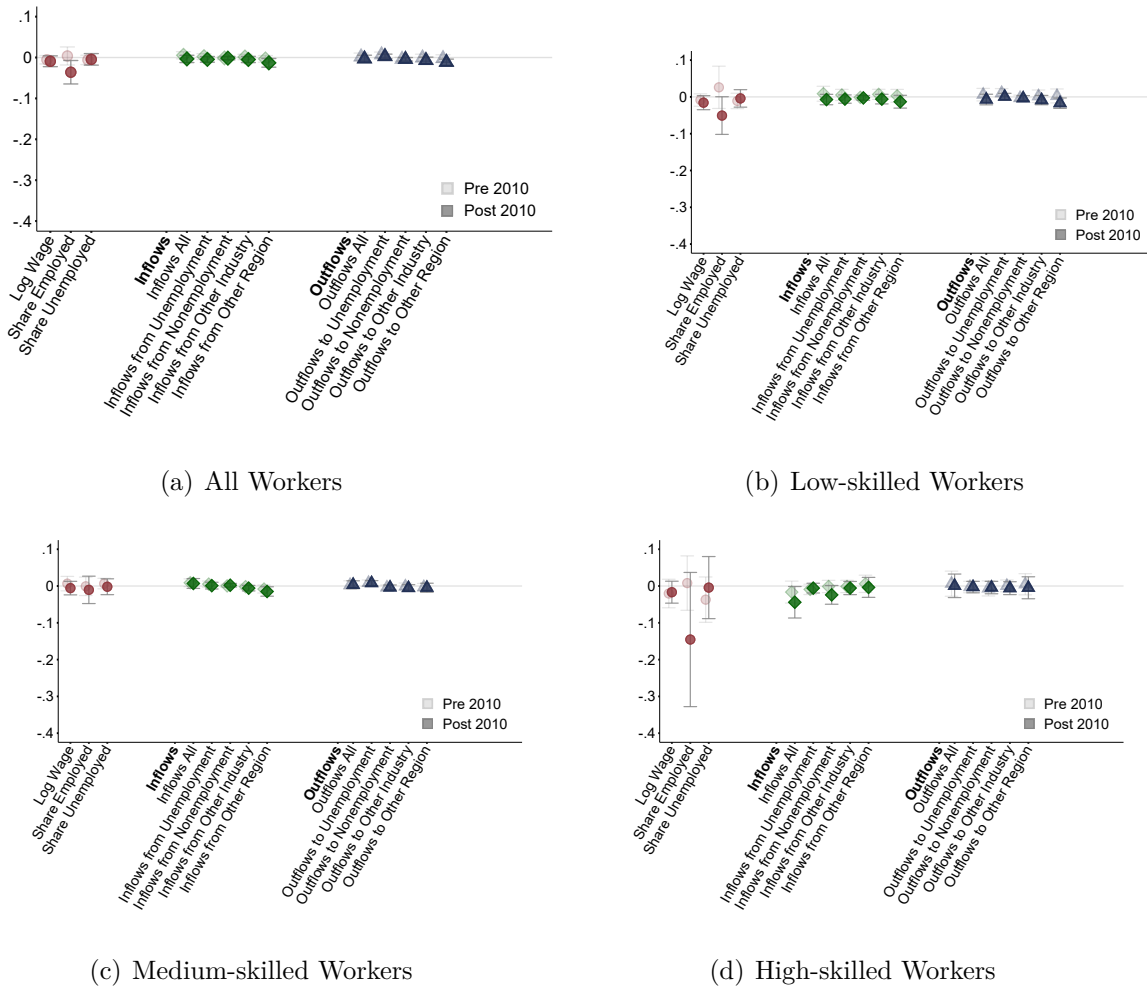 .1
0
-.1
-.2
-.3
-.4
Pre 2010
Post 2010
Log Wage
Share Employed
Share Unemployed
Inflows
Inflows All
Inflows from Unemployment
Inflows from Nonemployment
Inflows from Other Industry
Inflows from Other Region
Outflows
Outflows All
Outflows to Unemployment
Outflows to Nonemployment
Outflows to Other Industry
Outflows to Other Region
(a) All Workers
.1
0
-.1
-.2
-.3
-.4
Pre 2010
Post 2010
Log Wage
Share Employed
Share Unemployed
Inflows
Inflows All
Inflows from Unemployment
Inflows from Nonemployment
Inflows from Other Industry
Inflows from Other Region
Outflows
Outflows All
Outflows to Unemployment
Outflows to Nonemployment
Outflows to Other Industry
Outflows to Other Region
(b) Low-skilled Workers
.1
0
-.1
-.2
-.3
-.4
Pre 2010
Post 2010
Log Wage
Share Employed
Share Unemployed
Inflows
Inflows All
Inflows from Unemployment
Inflows from Nonemployment
Inflows from Other Industry
Inflows from Other Region
Outflows
Outflows All
Outflows to Unemployment
Outflows to Nonemployment
Outflows to Other Industry
Outflows to Other Region
(c) Medium-skilled Workers
.1
0
-.1
-.2
-.3
-.4
Pre 2010
Post 2010
Log Wage
Share Employed
Share Unemployed
Inflows
Inflows All
Inflows from Unemployment
Inflows from Nonemployment
Inflows from Other Industry
Inflows from Other Region
Outflows
Outflows All
Outflows to Unemployment
Outflows to Nonemployment
Outflows to Other Industry
Outflows to Other Region
(d) High-skilled Workers